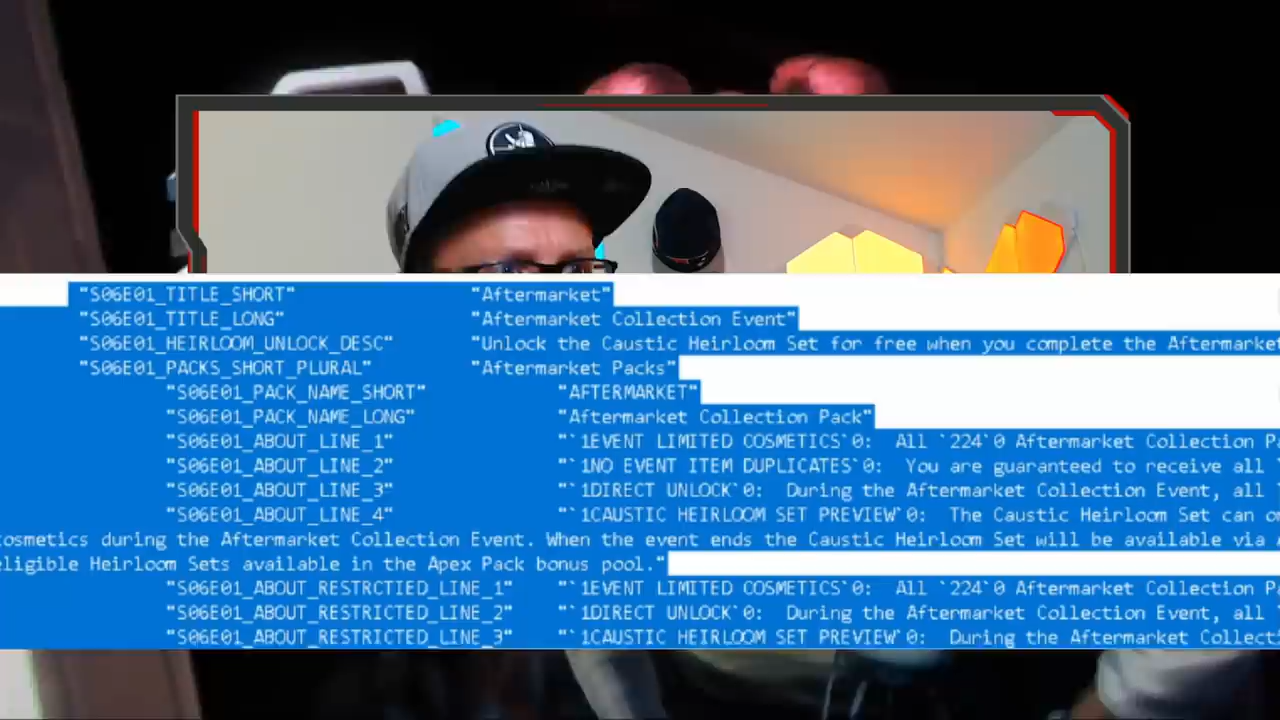 "S06E01_TITLE_SHORT" "Aftermarket"
"S06E01_TITLE_LONG" "Aftermarket Collection Event"
"S06E01_HEIRLOOM_UNLOCK_DESC" "Unlock the Caustic Heirloom Set for free when you complete the Aftermarket
"S06E01_PACKS_SHORT_PLURAL" "Aftermarket Packs"
"S06E01_PACK_NAME_SHORT" "AFTERMARKET"
"S06E01_PACK_NAME_LONG" "Aftermarket Collection Pack"
"S06E01_ABOUT_LINE_1" "`1EVENT LIMITED COSMETICS`0: All `224`0 Aftermarket Collection
"S06E01_ABOUT_LINE_2" "`1NO EVENT ITEM DUPLICATES`0: You are guaranteed to receive all
"S06E01_ABOUT_LINE_3" "`1DIRECT UNLOCK`0: During the Aftermarket Collection Event, all
"S06E01_ABOUT_LINE_4" "`1CAUSTIC HEIRLOOM SET PREVIEW`0: The Caustic Heirloom Set can
cosmetics during the Aftermarket Collection Event. When the event ends the Caustic Heirloom Set will be available via
eligible Heirloom Sets available in the Apex Pack bonus pool."
"S06E01_ABOUT_RESTRCTIED_LINE_1" "`1EVENT LIMITED COSMETICS`0: All `224`0 Aftermarket Collection
"S06E01_ABOUT_RESTRICTED_LINE_2" "`1DIRECT UNLOCK`0: During the Aftermarket Collection Event, all
"S06E01_ABOUT_RESTRICTED_LINE_3" "`1CAUSTIC HEIRLOOM SET PREVIEW`0: During the Aftermarket